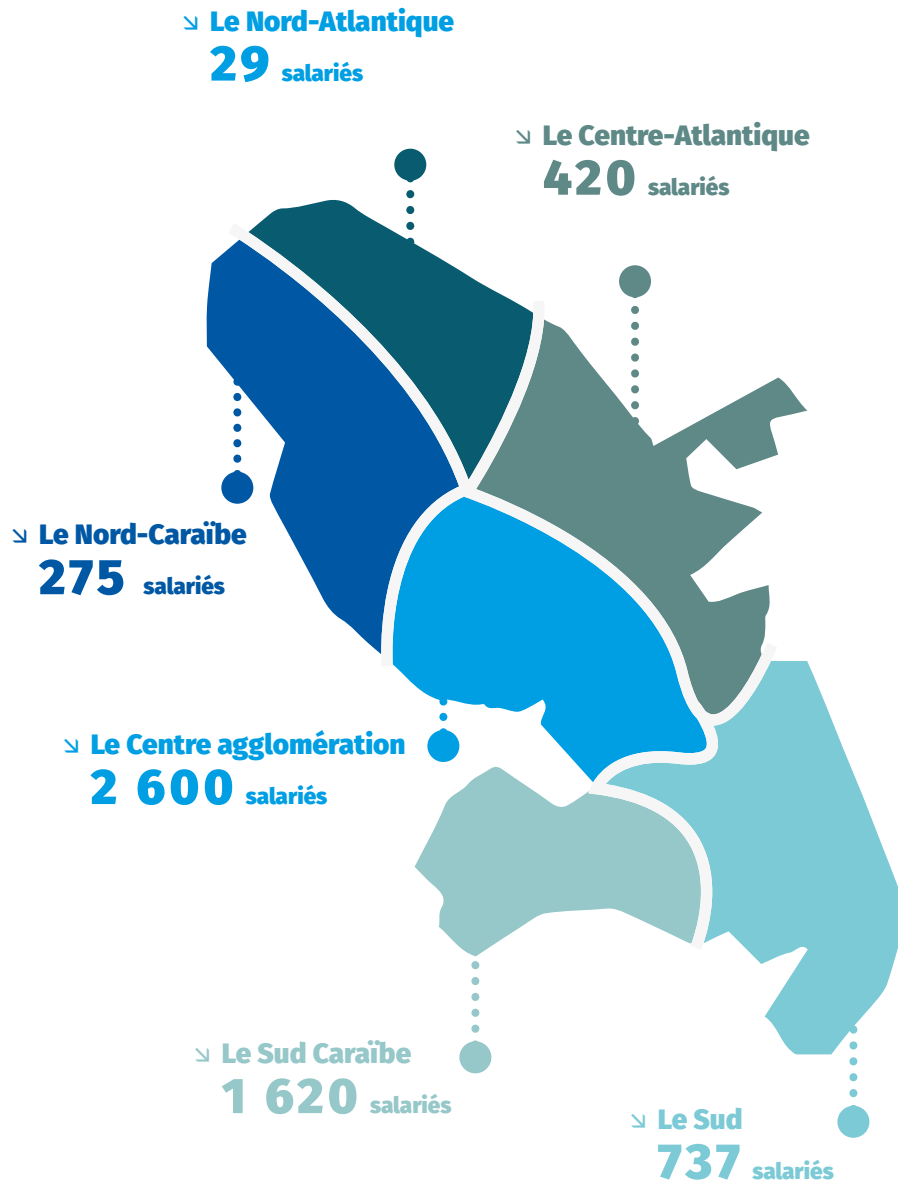 ↘ Le Nord-Atlantique
29 salariés
↘ Le Centre-Atlantique
420 salariés
↘ Le Nord-Caraïbe
275 salariés
↘ Le Centre agglomération
2 600 salariés
↘ Le Sud Caraïbe
1 620 salariés
↘ Le Sud
737 salariés